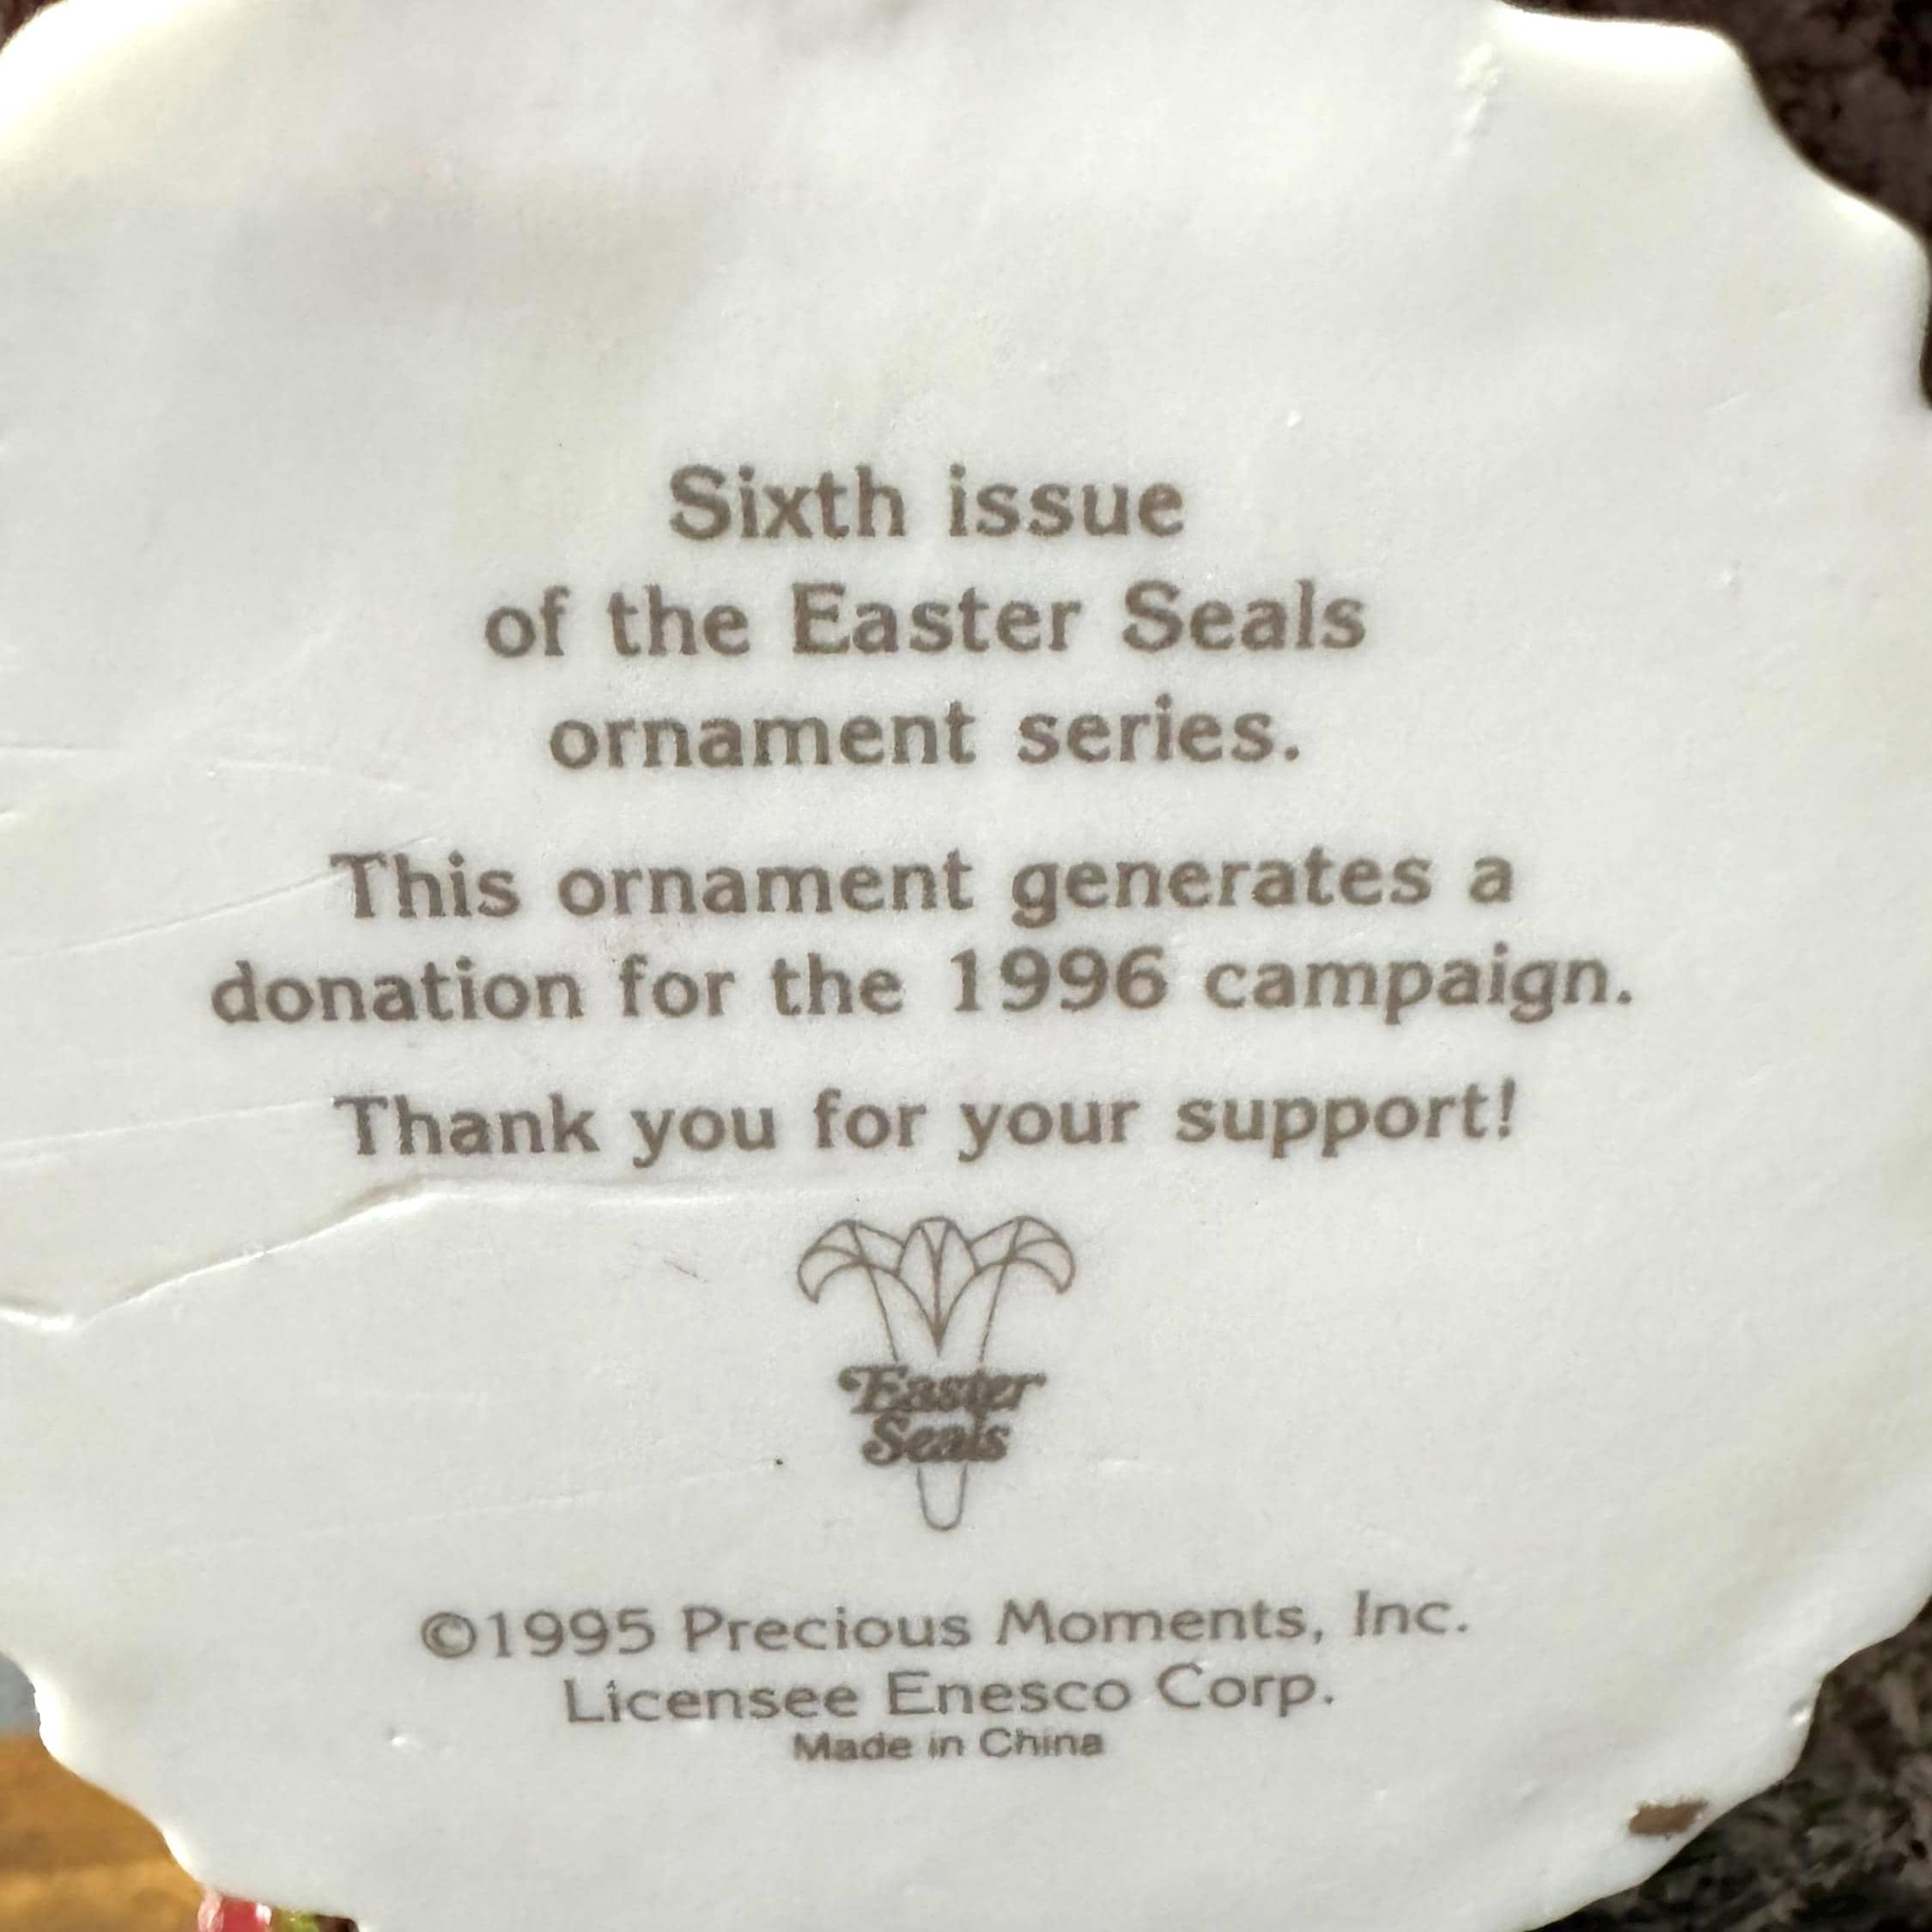 Sixth issue
of the Easter Seals
ornament series.
This ornament generates a
donation for the 1996 campaign.
Thank you for your support!
Easter
Seals
©1995 Precious Moments, Inc.
Licensee Enesco Corp.
Made in China